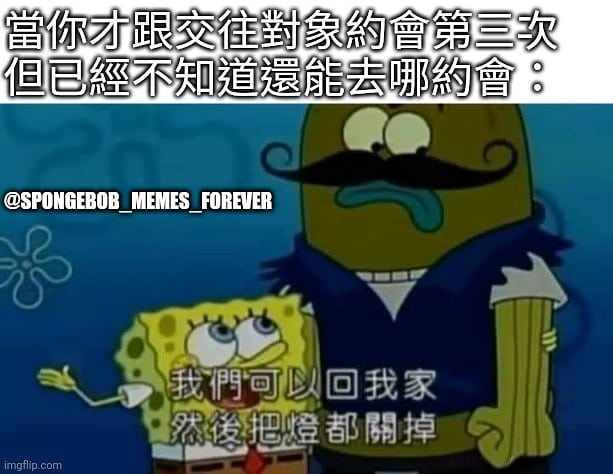 當你才跟交往對象約會第三次
但已經不知道還能去哪約會：
@SPONGEBOB_MEMES_FOREVER
我們可以回我家
然後把燈都關掉
imgflip.com